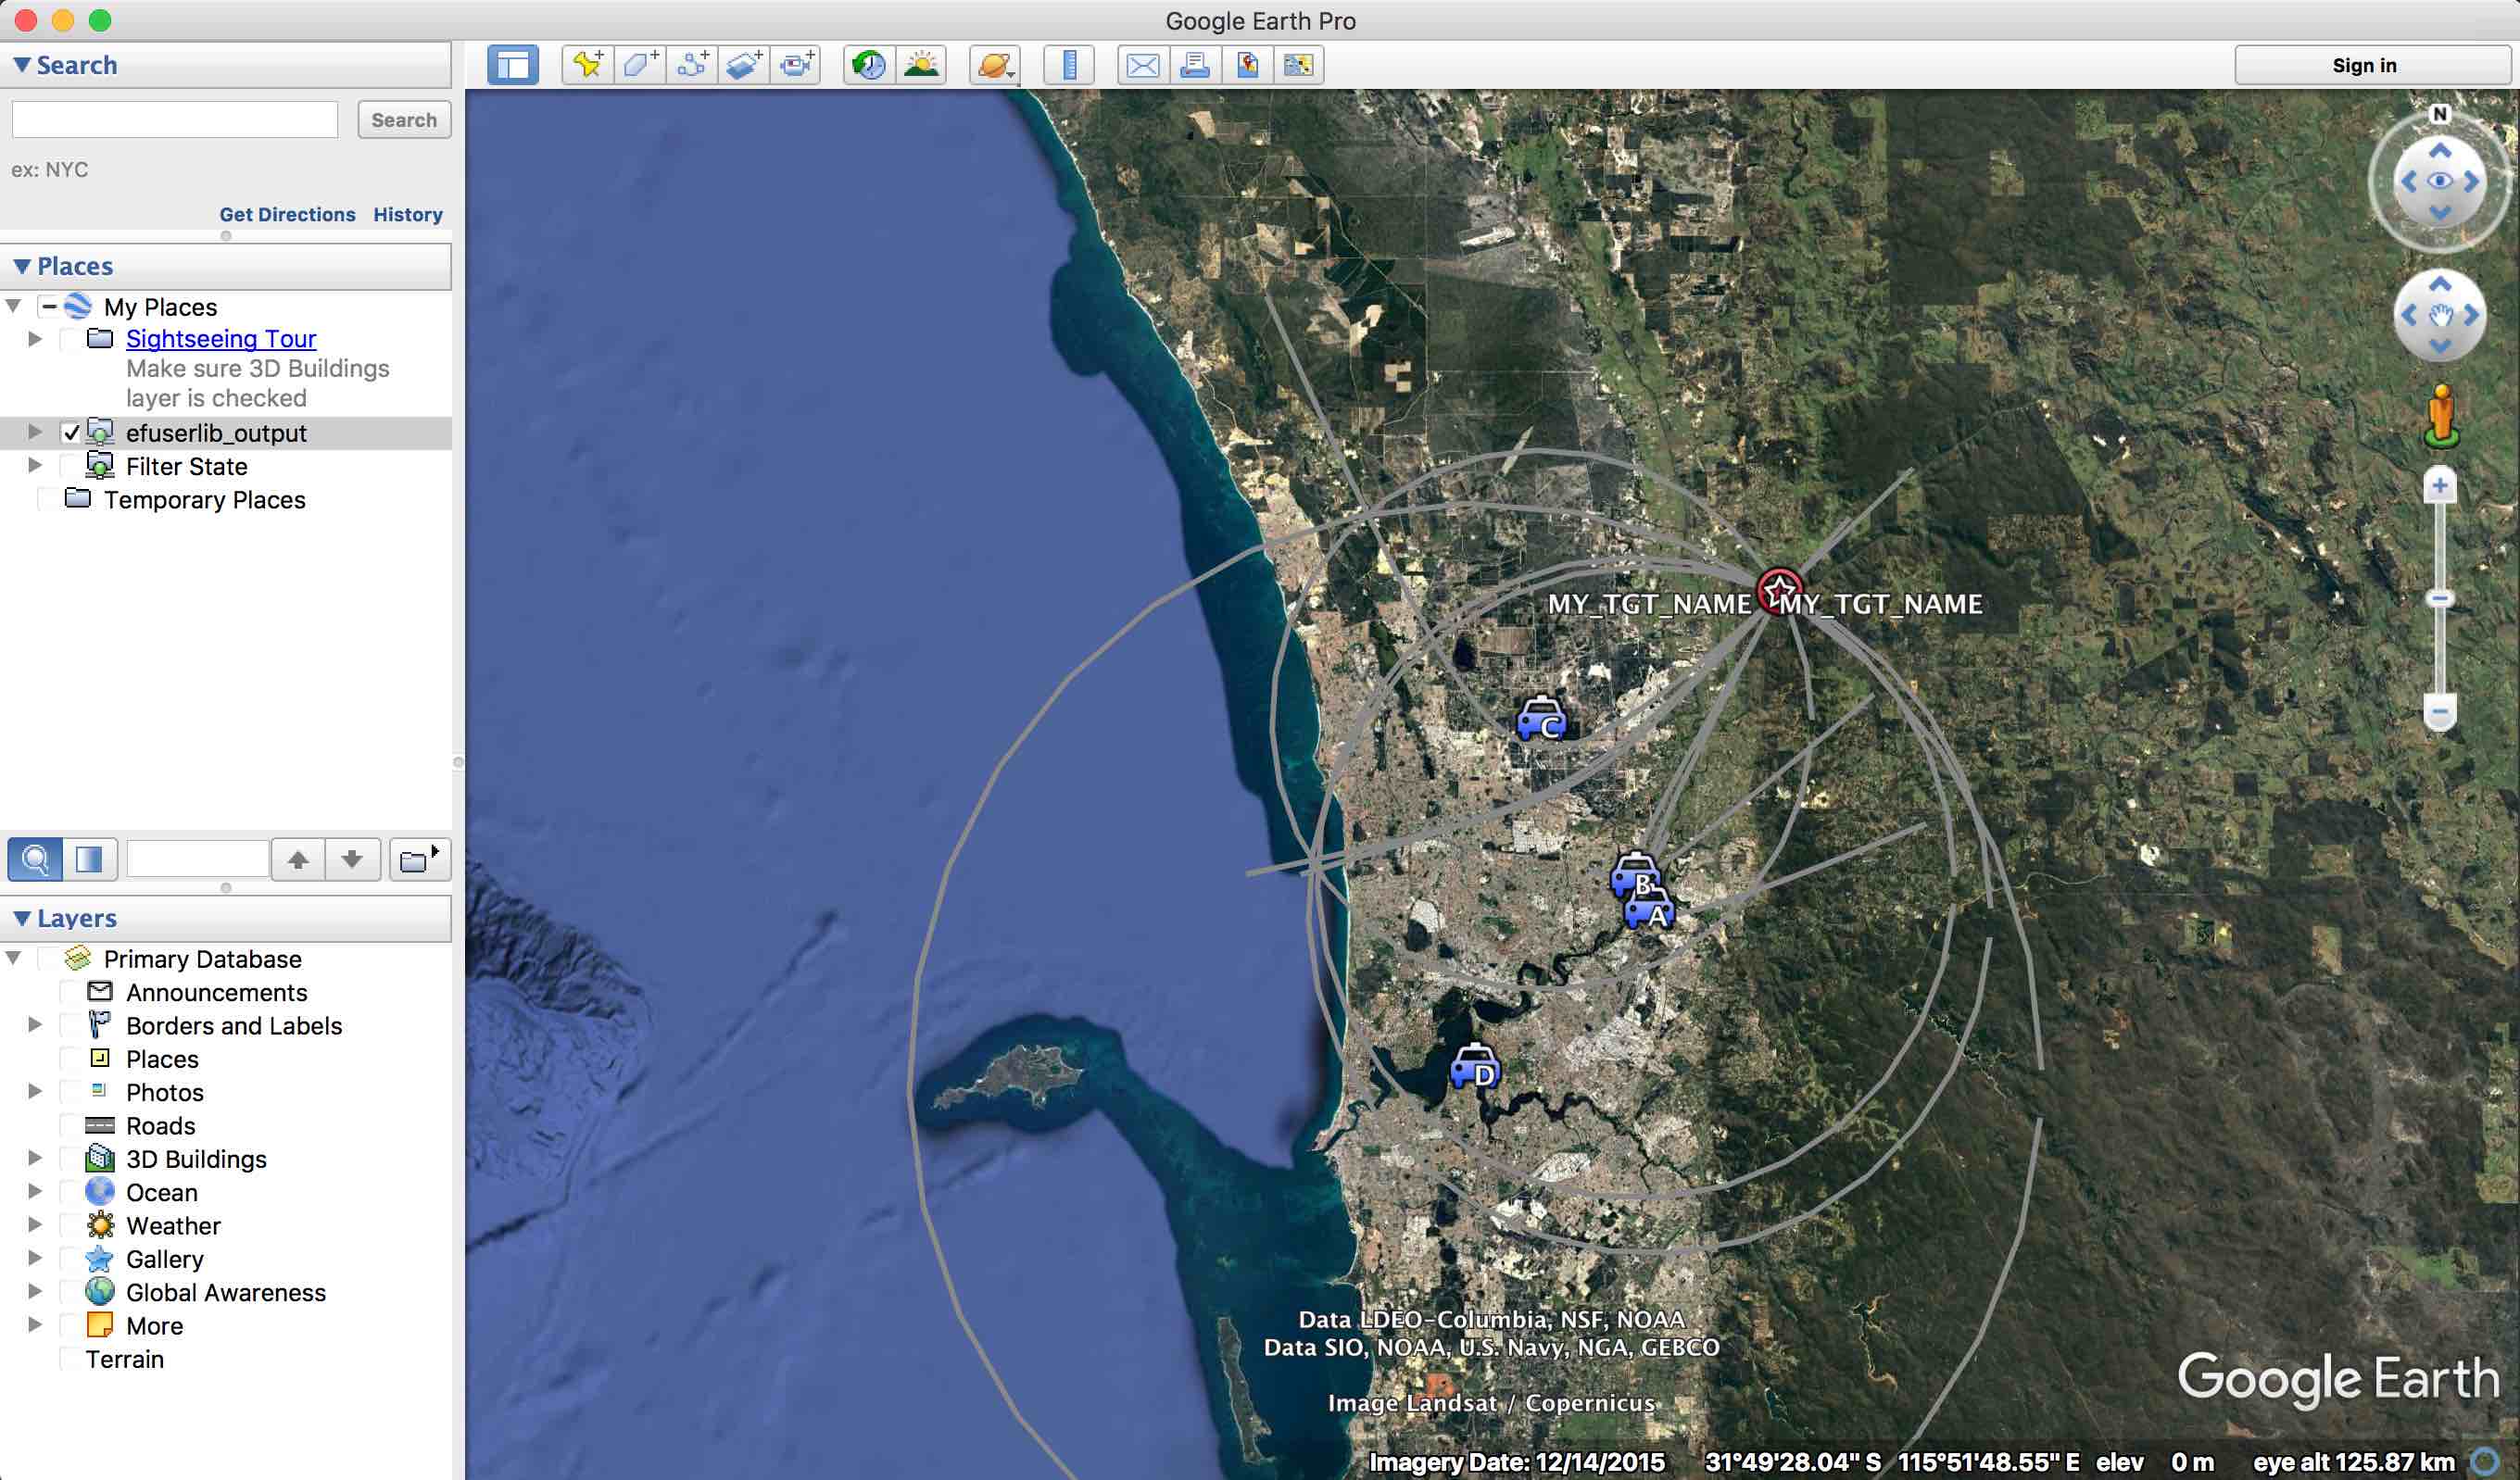 Google Earth Pro
Search
Sign in
Search
ex: NYC
Get Directions History
Places
My Places
Sightseeing Tour
Make sure 3D Buildings
layer is checked
efuserlib_output
Filter State
Temporary Places
Layers
Primary Database
Announcements
Borders and Labels
Places
Photos
Roads
3D Buildings
Ocean
Weather
Gallery
Global Awareness
More
Terrain
N
MY_TGT_NAME MY_TGT_NAME
C
B
A
D
Data LDEO-Columbia, NSF, NOAA
Data SIO, NOAA, U.S. Navy, NGA, GEBCO
Image Landsat / Copernicus
Google Earth
Imagery Date: 12/14/2015 31°49'28.04" S 115°51'48.55" E elev 0 m eye alt 125.87 km